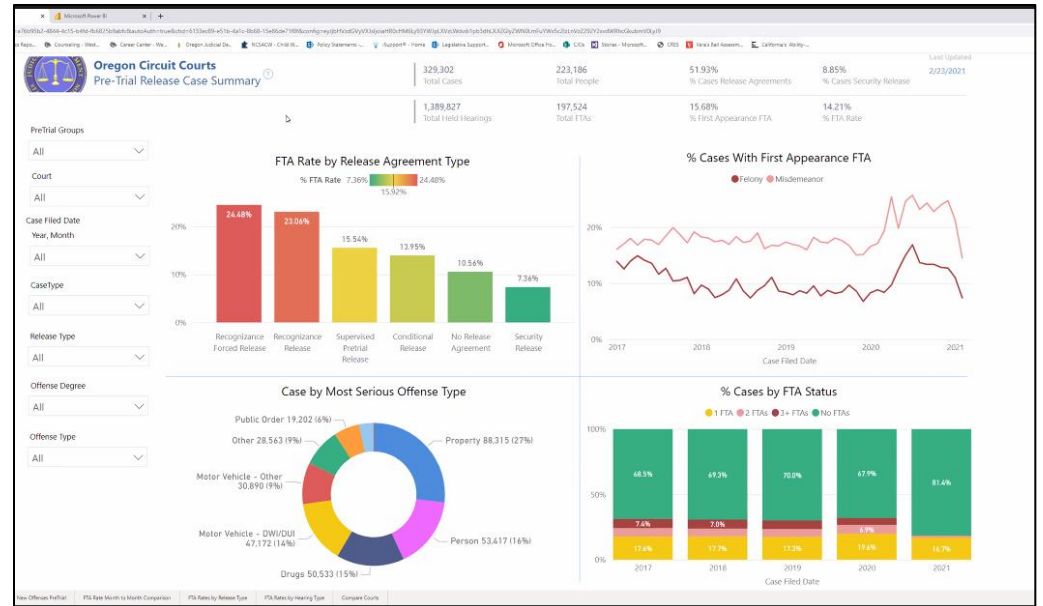 Microsoft Power BI
Oregon Circuit Courts
Pre-Trial Release Case Summary
329,302
Total Cases
223,186
Total People
51.93%
% Cases Release Agreements
8.85%
% Cases Security Release
Last Updated
2/23/2021
1,389,827
Total Held Hearings
197,524
Total FTAs
15.68%
% First Appearance FTA
14.21%
% FTA Rate
PreTrial Groups
All
Court
All
Case Filed Date
Year, Month
All
CaseType
All
Release Type
All
Offense Degree
All
Offense Type
All
FTA Rate by Release Agreement Type
% FTA Rate 7.36% 24.48%
15.92%
20%
10%
0%
24.48%
23.06%
15.54%
13.95%
10.56%
7.36%
Recognizance
Forced Release
Recognizance
Release
Supervised
Pretrial
Release
Conditional
Release
No Release
Agreement
Security
Release
% Cases With First Appearance FTA
Felony Misdemeanor
20%
10%
0%
2017 2018 2019 2020 2021
Case Filed Date
Case by Most Serious Offense Type
Public Order 19,202 (6%)
Other 28,563 (9%)
Motor Vehicle - Other
30,890 (9%)
Motor Vehicle - DWI/DUI
47,172 (14%)
Drugs 50,533 (15%)
Property 88,315 (27%)
Person 53,417 (16%)
% Cases by FTA Status
1 FTA 2 FTAs 3+ FTAs No FTAs
100%
50%
0%
68.5% 69.3% 70.0% 67.9% 81.4%
7.4% 7.0% 6.9%
17.6% 17.7% 17.3% 19.6% 16.7%
2017 2018 2019 2020 2021
Case Filed Date
New Offenses PreTrial
FTA Rate Month to Month Comparison
FTA Rates by Release Type
FTA Rates by Hearing Type
Compare Courts